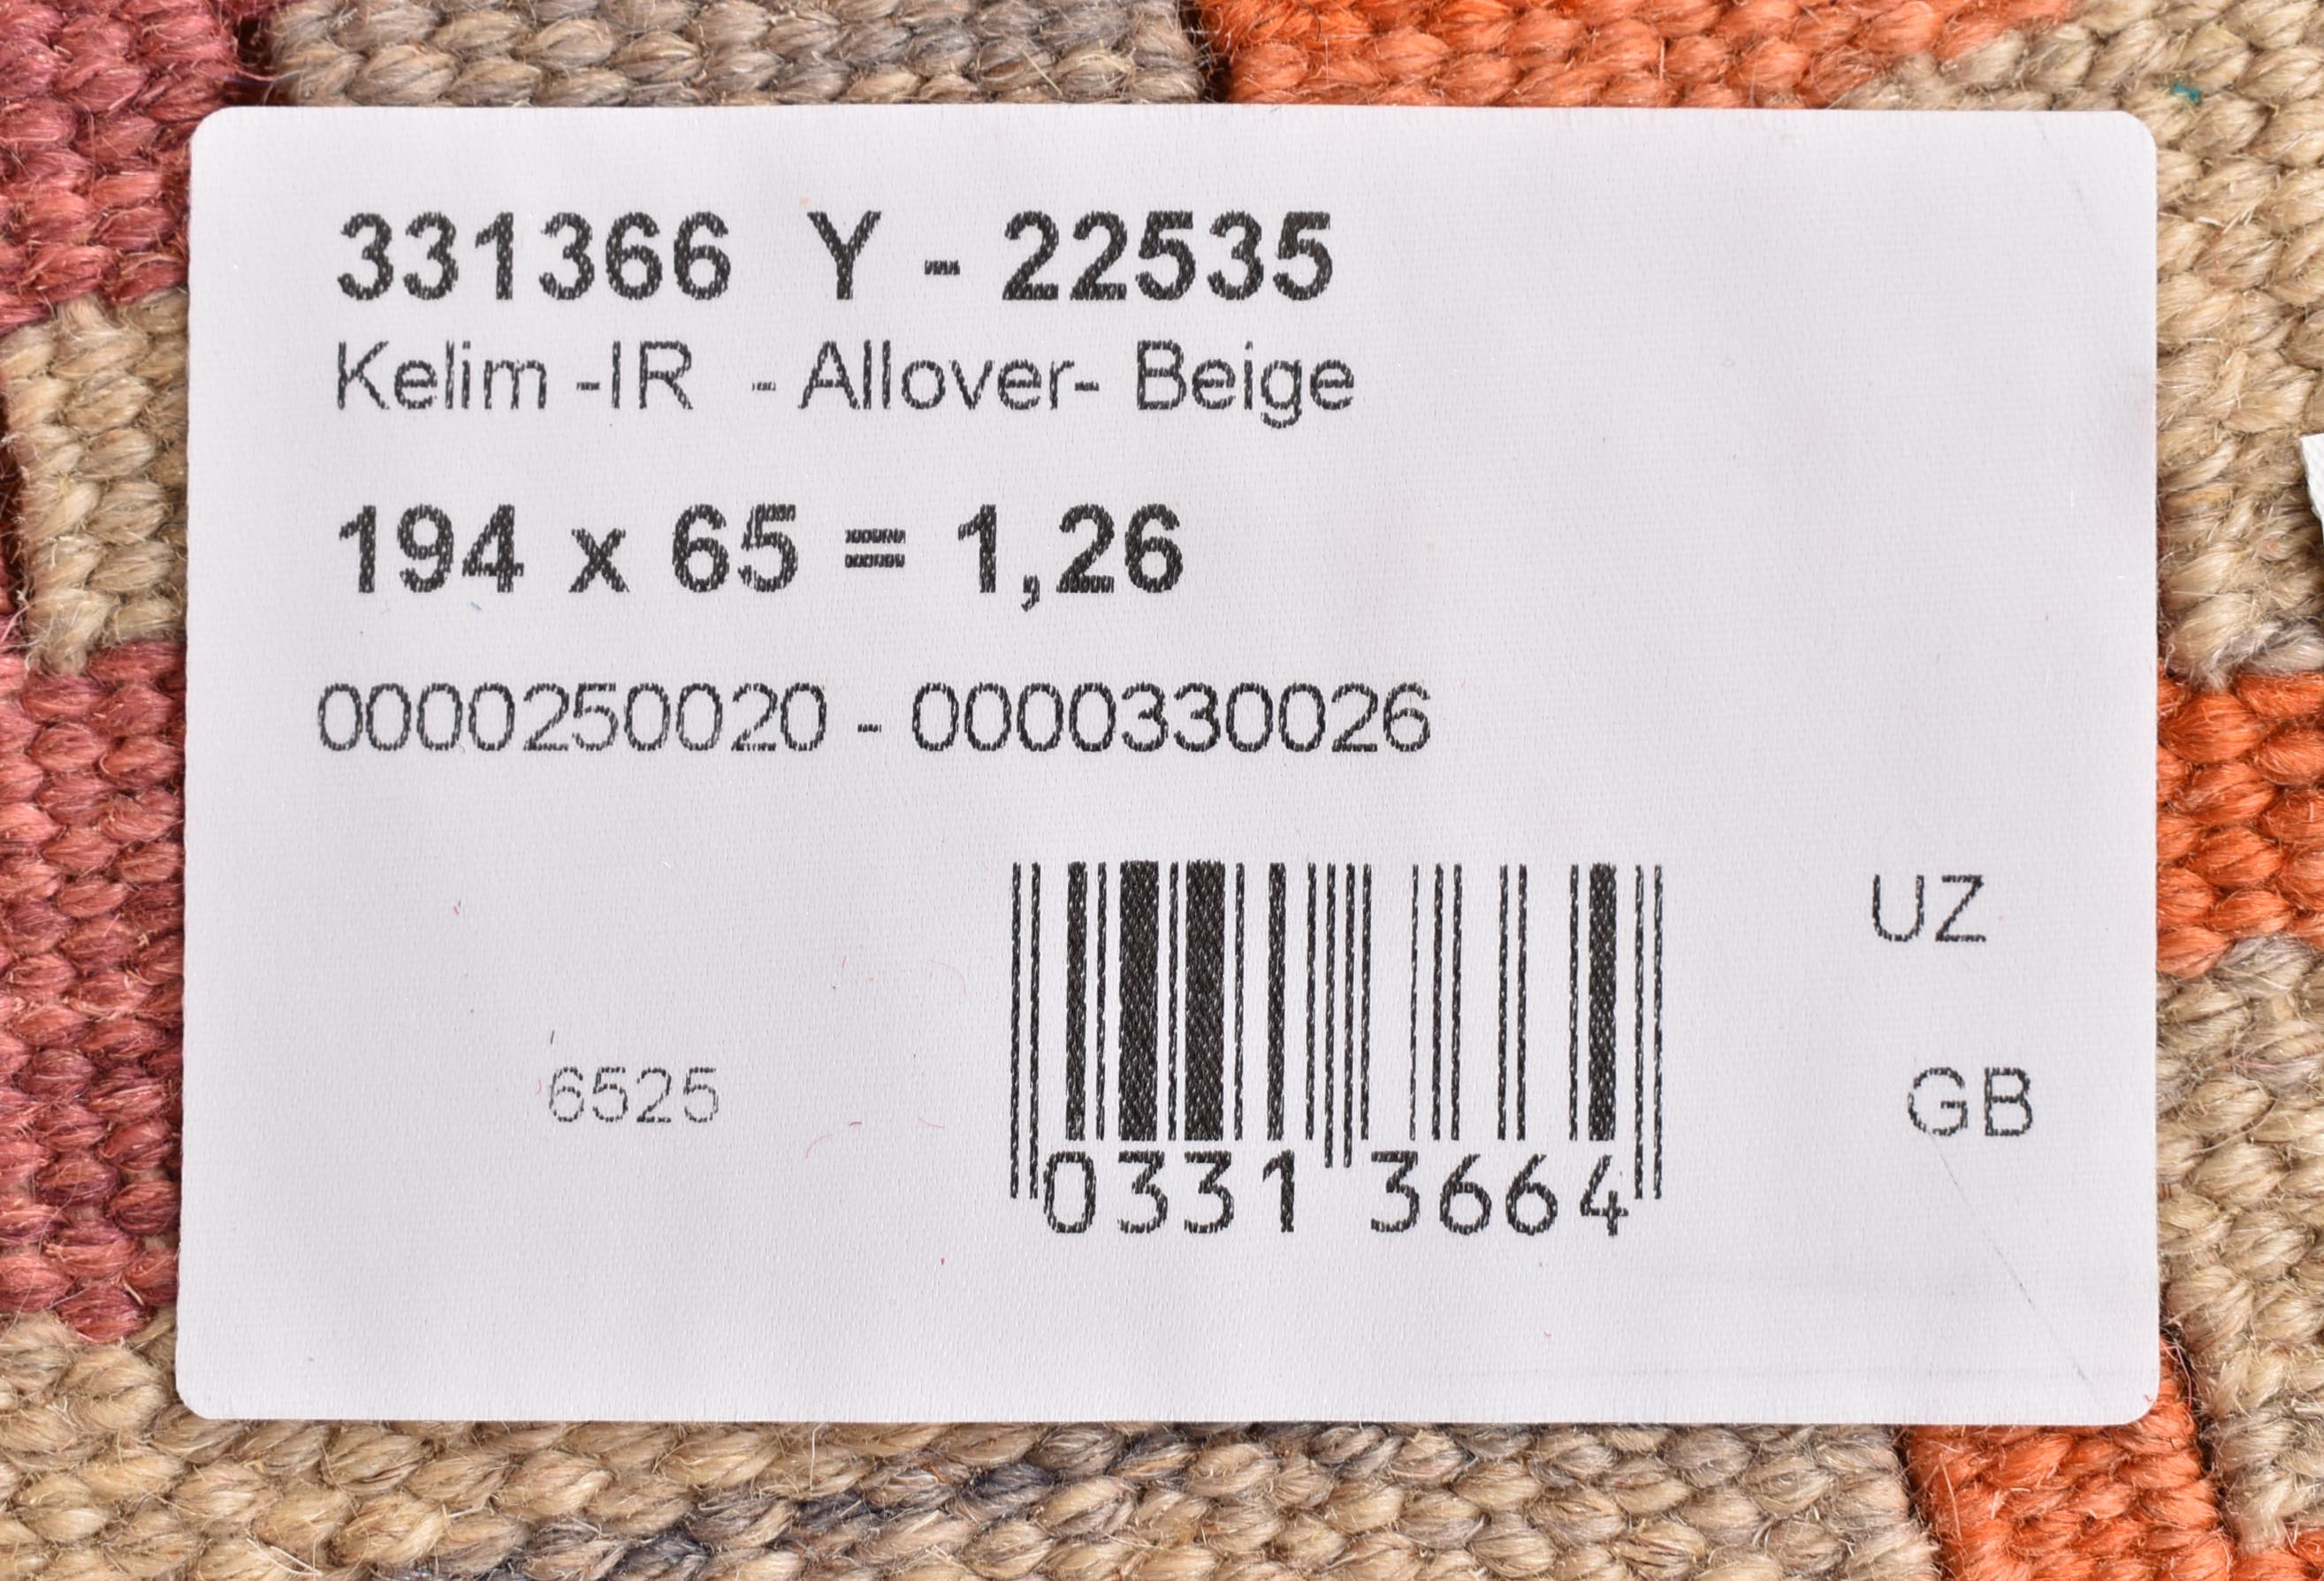 331366 Y - 22535
Kelim -IR - Allover- Beige
194 x 65 = 1,26
0000250020 - 0000330026
UZ
6525
GB
0331 3664